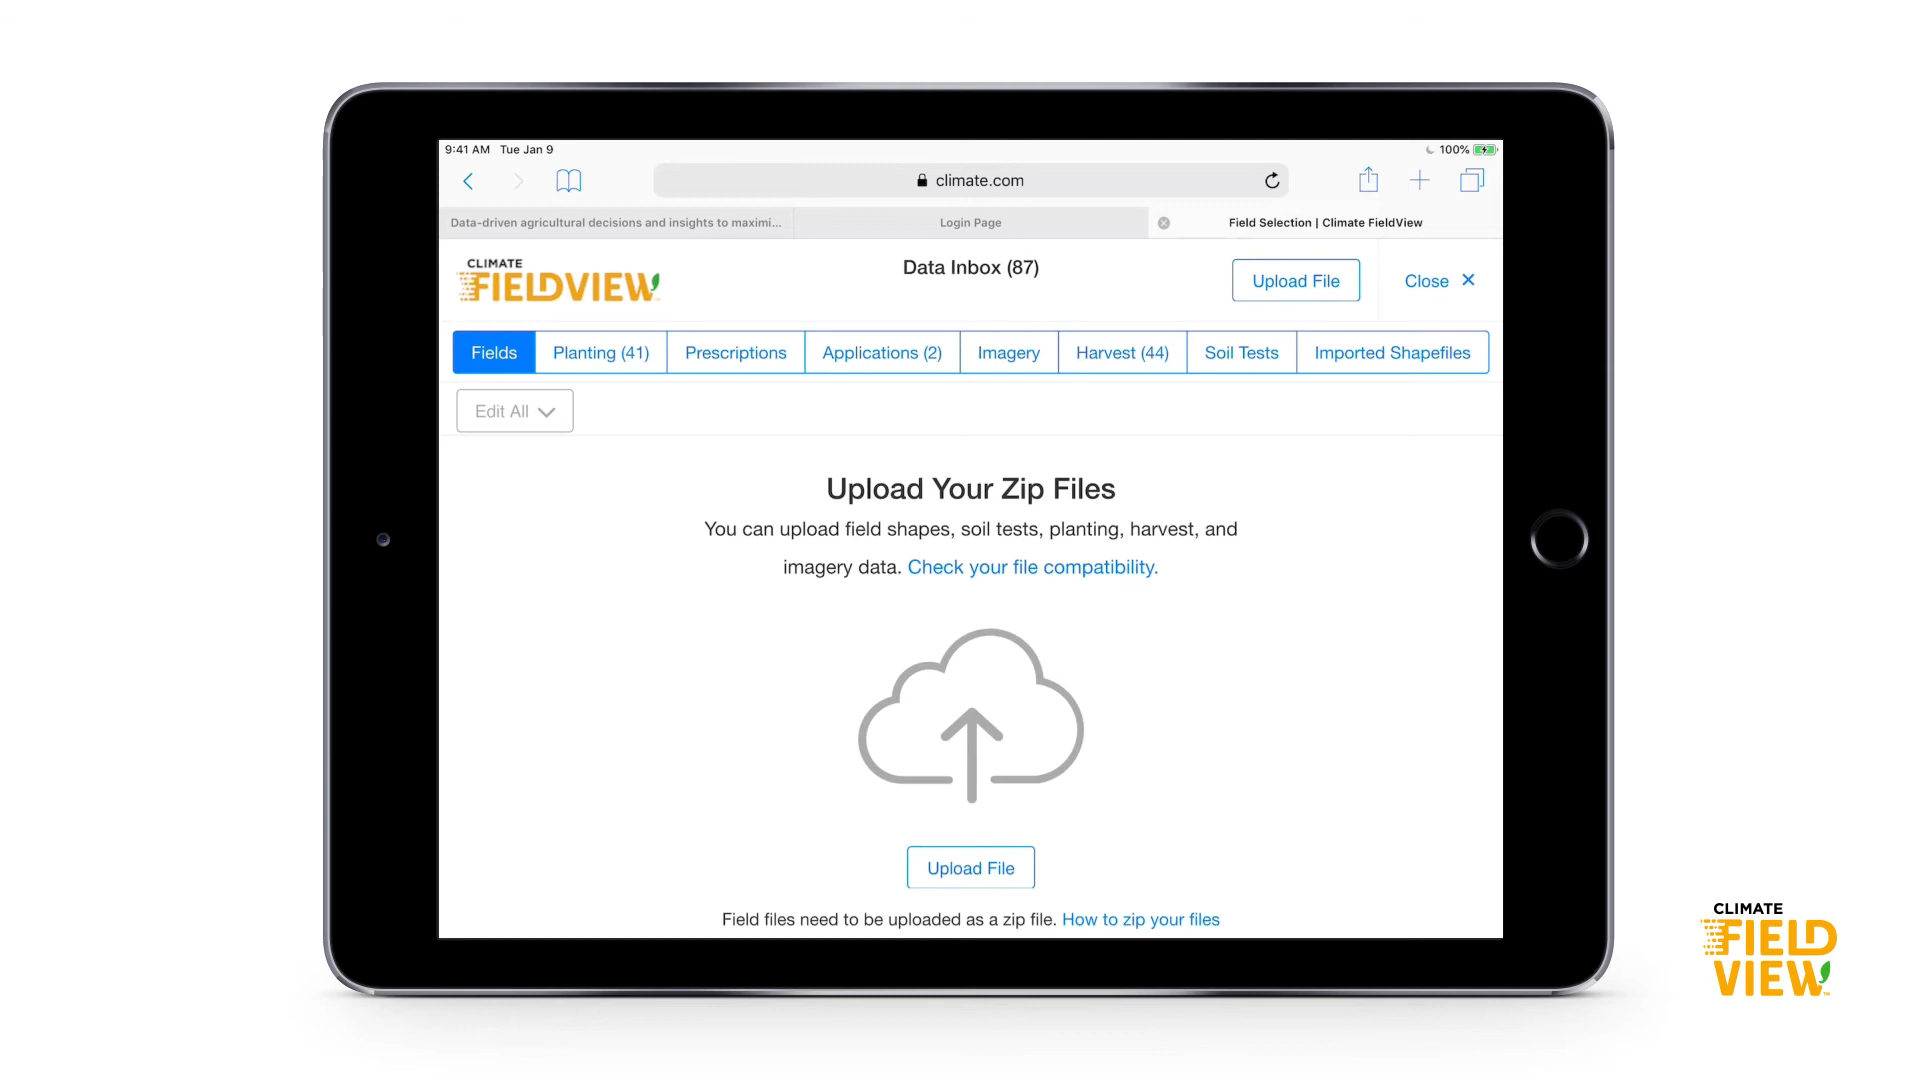 9:41 AM Tue Jan 9
100%
climate.com
Data-driven agricultural decisions and insights to maximi...
Login Page
Field Selection | Climate FieldView
CLIMATE
FIELDVIEW
Data Inbox (87)
Upload File
Close
Fields
Planting (41)
Prescriptions
Applications (2)
Imagery
Harvest (44)
Soil Tests
Imported Shapefiles
Edit All
Upload Your Zip Files
You can upload field shapes, soil tests, planting, harvest, and
imagery data. Check your file compatibility.
Upload File
Field files need to be uploaded as a zip file. How to zip your files
CLIMATE
FIELD
VIEW™